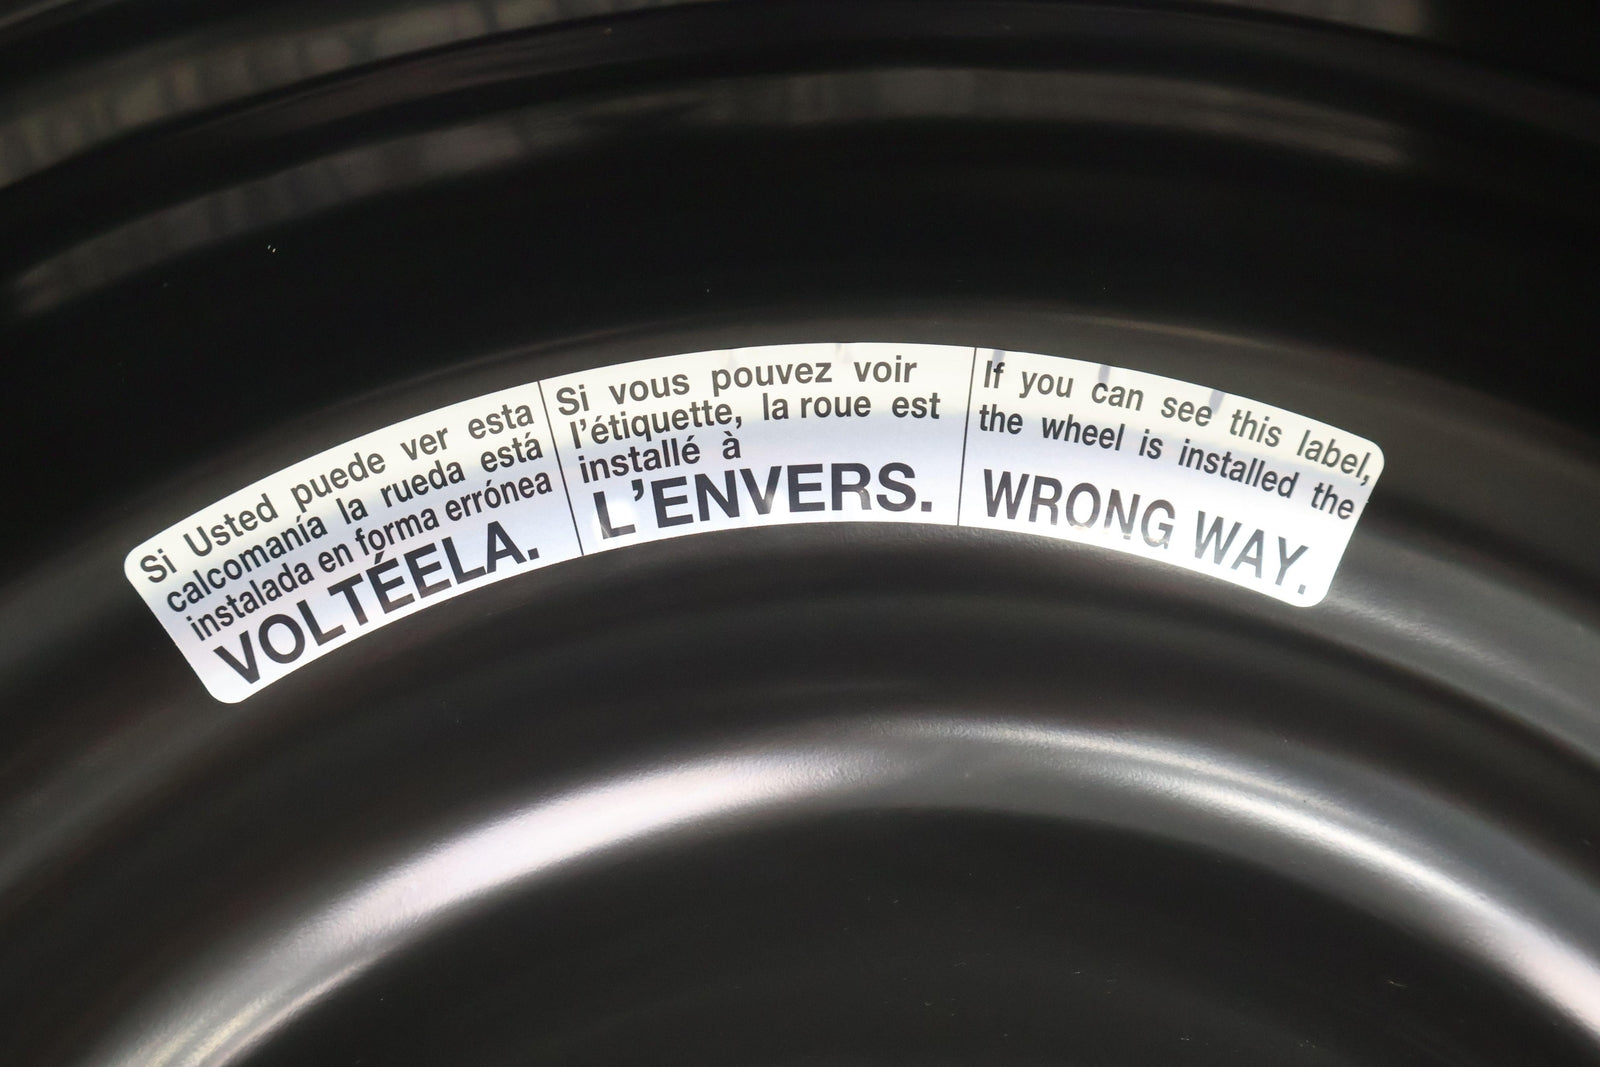 Si Usted puede ver esta
calcomanía la rueda está
instalada en fórma errónea
VOLTÉELA.
Si vous pouvez voir
l'étiquette, la roue est
installé à
L'ENVERS.
If you can see this label,
the wheel is installed the
WRONG WAY.